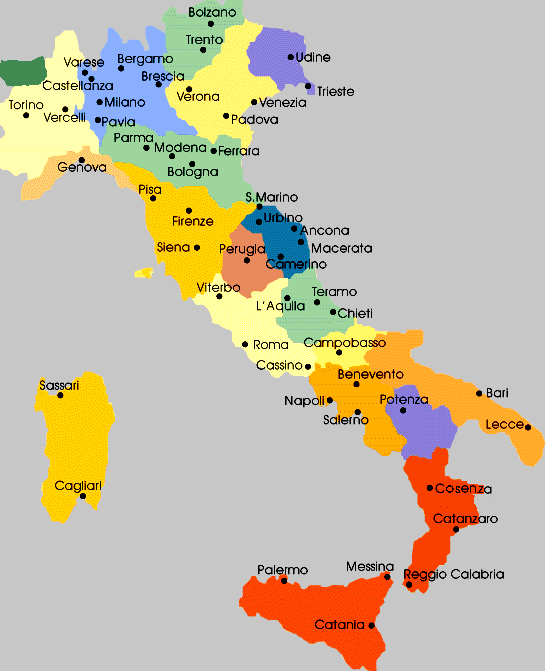 Bolzano
Trento
Udine
Varese
Bergamo
Castellanza
Brescia
Verona
Venezia
Trieste
Torino
Vercelli
Milano
Pavia
Padova
Parma
Modena
Ferrara
Genova
Bologna
Pisa
S.Marino
Firenze
Urbino
Ancona
Siena
Perugia
Macerata
Camerino
Viterbo
L'Aquila
Teramo
Chieti
Roma
Campobasso
Cassino
Benevento
Sassari
Napoli
Potenza
Bari
Salerno
Lecce
Cagliari
Cosenza
Catanzaro
Palermo
Messina
Reggio Calabria
Catania